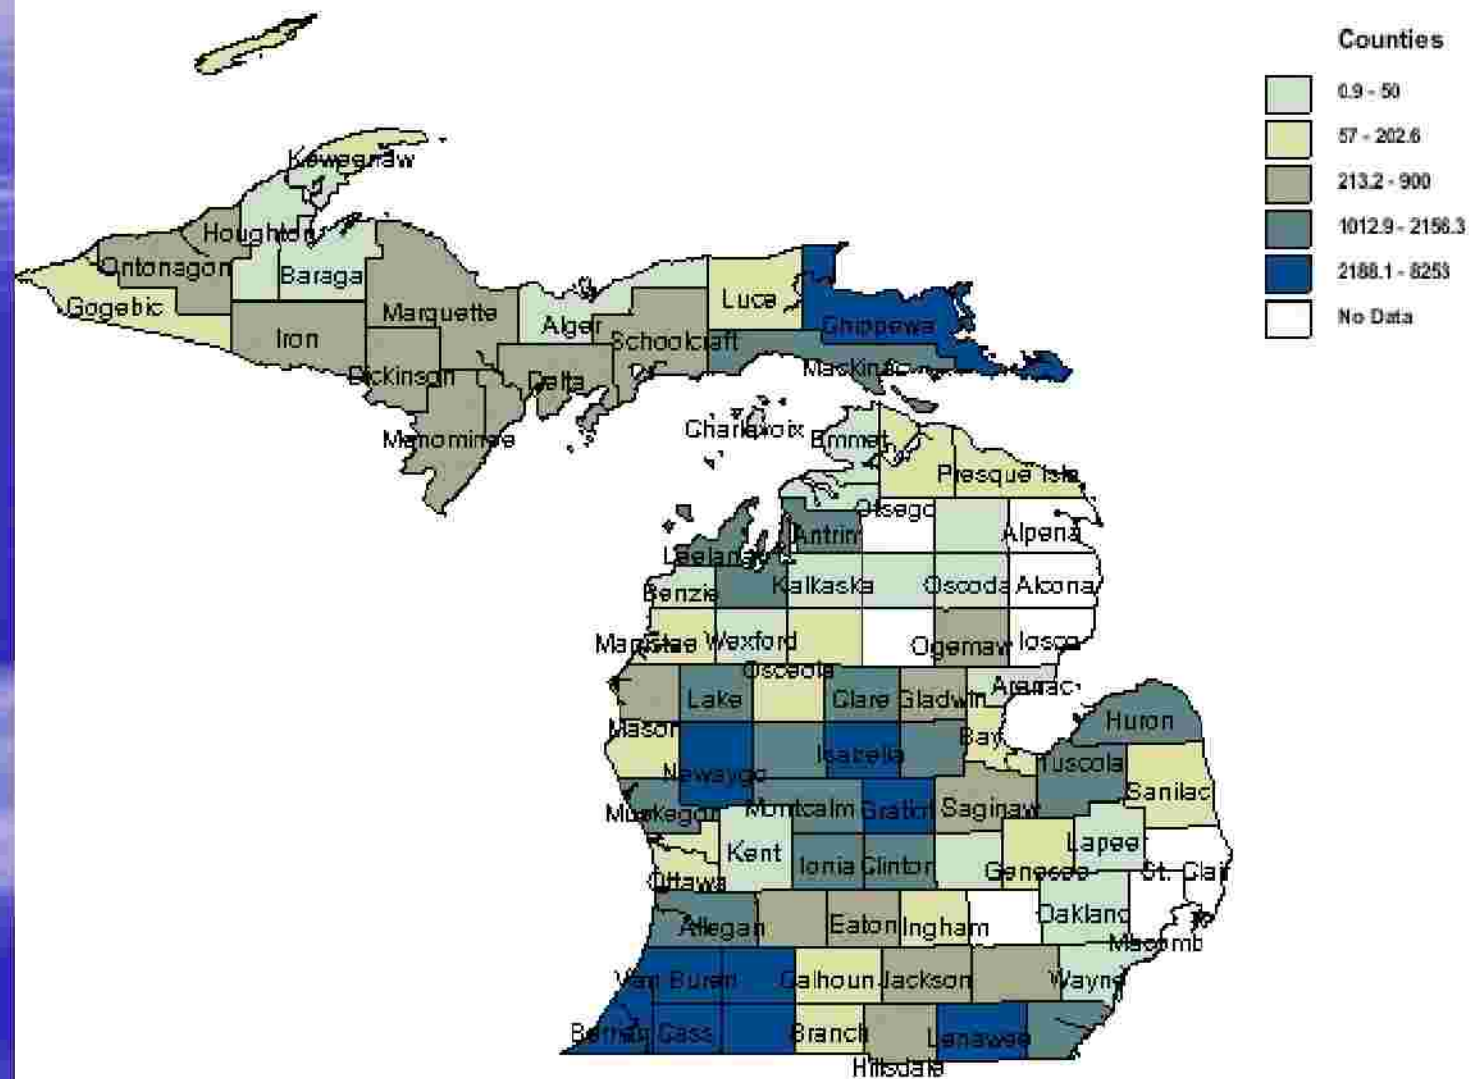 Counties
0.9 - 50
57 - 202.6
213.2 - 900
1012.9 - 2156.3
2188.1 - 8253
No Data
Keweenaw
Houghton
Ontonagon
Baraga
Gogebic
Marquette
Luce
Iron
Alger
Chippewa
Schoolcraft
Dickinson
Delta
Mackinac
Menominee
Charlevoix
Emmet
Presque Isle
Otsego
Antrim
Alpena
Leelanau
Benzie
Kalkaska
Oscoda
Alcona
Manistee
Wexford
Ogemaw
Iosco
Osceola
Lake
Clare
Gladwin
Arenac
Huron
Mason
Bay
Newaygo
Isabella
Tuscola
Sanilac
Muskegon
Montcalm
Gratiot
Saginaw
Kent
Lapeer
Ionia
Clinton
Genesee
St. Clair
Ottawa
Allegan
Eaton
Ingham
Oakland
Macomb
Van Buren
Calhoun
Jackson
Wayne
Berrien
Cass
Branch
Lenawee
Hillsdale